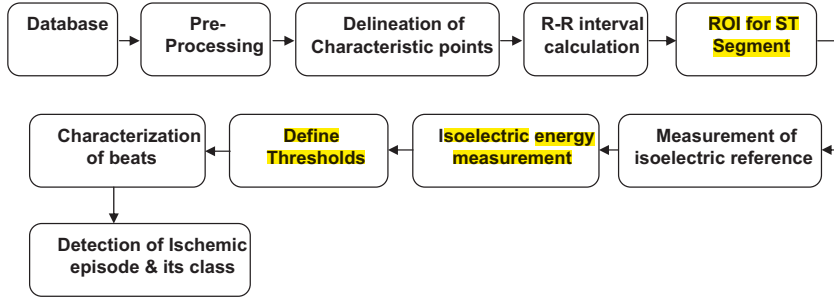 Database
Pre-
Processing
Delineation of
Characteristic points
R-R interval
calculation
ROI for ST
Segment
Characterization
of beats
Define
Thresholds
Isoelectric energy
measurement
Measurement of
isoelectric reference
Detection of Ischemic
episode & its class